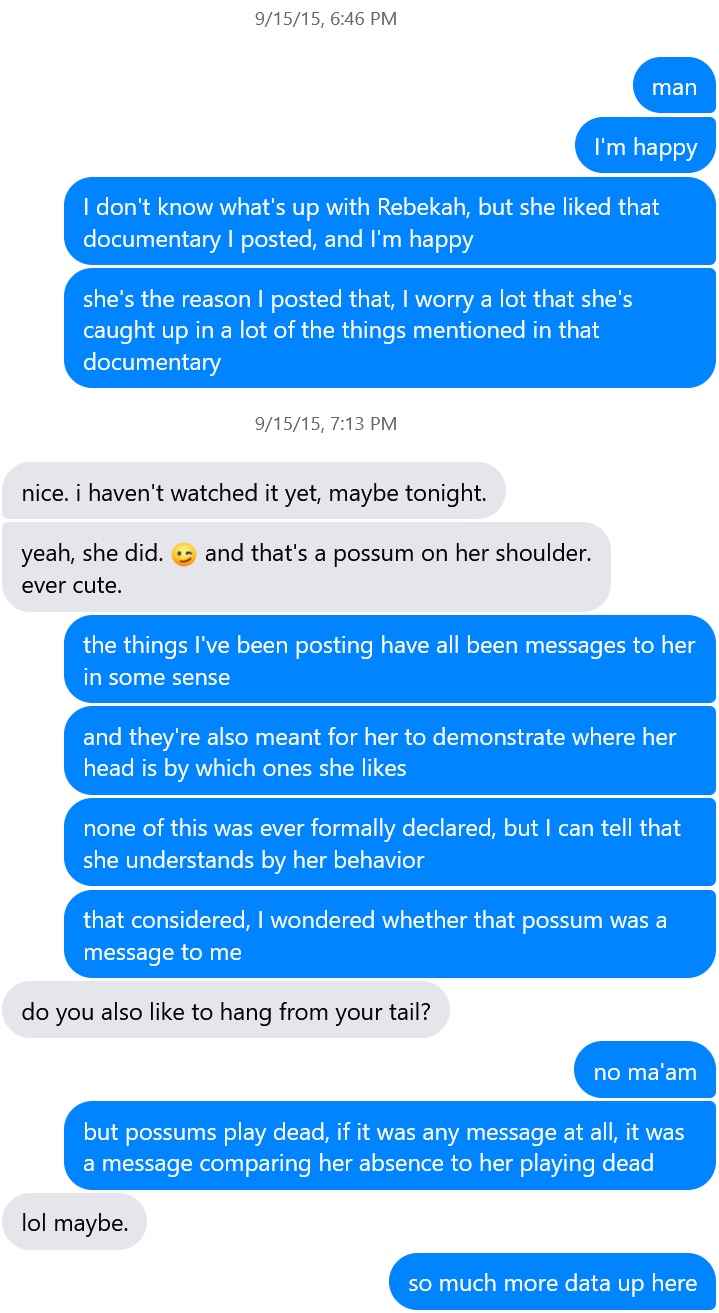 9/15/15, 6:46 PM
man
I'm happy
I don't know what's up with Rebekah, but she liked that
documentary I posted, and I'm happy
she's the reason I posted that, I worry a lot that she's
caught up in a lot of the things mentioned in that
documentary
9/15/15, 7:13 PM
nice. i haven't watched it yet, maybe tonight.
yeah, she did. 😉 and that's a possum on her shoulder.
ever cute.
the things I've been posting have all been messages to her
in some sense
and they're also meant for her to demonstrate where her
head is by which ones she likes
none of this was ever formally declared, but I can tell that
she understands by her behavior
that considered, I wondered whether that possum was a
message to me
do you also like to hang from your tail?
no ma'am
but possums play dead, if it was any message at all, it was
a message comparing her absence to her playing dead
lol maybe.
so much more data up here